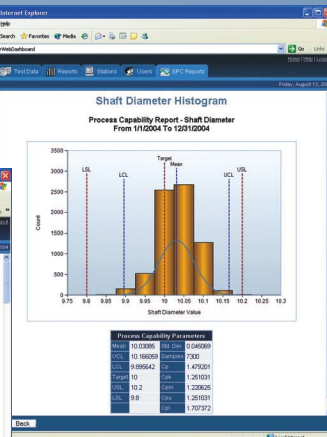 Internet Explorer
Help
Search Favorites Media
WebDashboard
Go Links
Home | Help |
Test Data Reports Stations Users SPC Reports
Friday, August 13,
Shaft Diameter Histogram
Process Capability Report - Shaft Diameter
From 1/1/2004 To 12/31/2004
3500
3000
2500
2000
1500
1000
500
0
Count
LSL
LCL
Target
Mean
UCL
USL
9.75 9.8 9.85 9.9 9.95 10 10.05 10.1 10.15 10.2 10.25 10.3
Shaft Diameter Value
Process Capability Parameters
Mean 10.03095 Std. Dev 0.045069
UCL 10.166059 Samples 7300
LCL 9.895642 Cp 1.479201
Target 10 Cpk 1.251031
USL 10.2 Cpm 1.220625
LSL 9.8 Cpu 1.251031
Cpl 1.707372
Back